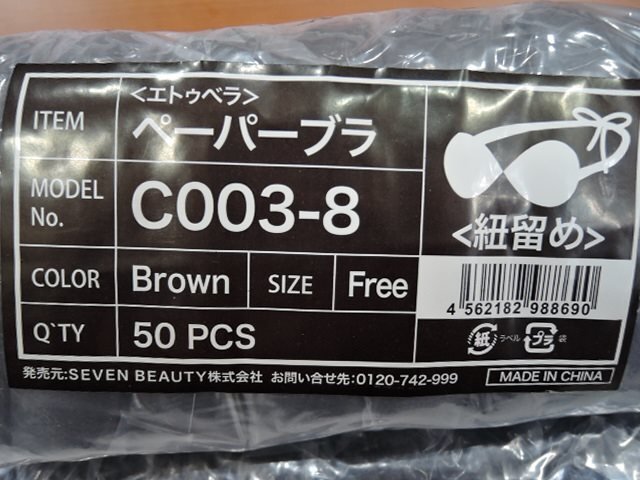 ITEM
<エトゥベラ>
ペーパーブラ
MODEL No.
C003-8
<紐留め>
COLOR Brown SIZE Free
Q`TY 50 PCS
4 562182 988690
紙 ラベル プラ 袋
発売元:SEVEN BEAUTY株式会社 お問い合せ先:0120-742-999
MADE IN CHINA